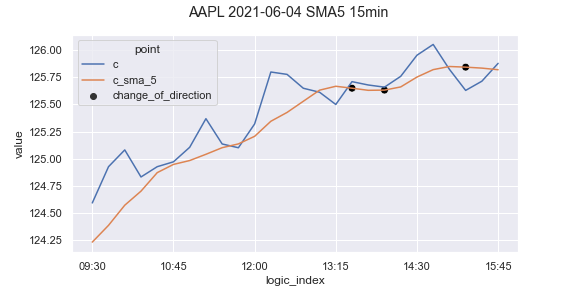 AAPL 2021-06-04 SMA5 15min
point
c
c_sma_5
change_of_direction
value
126.00
125.75
125.50
125.25
125.00
124.75
124.50
124.25
09:30 10:45 12:00 13:15 14:30 15:45
logic_index